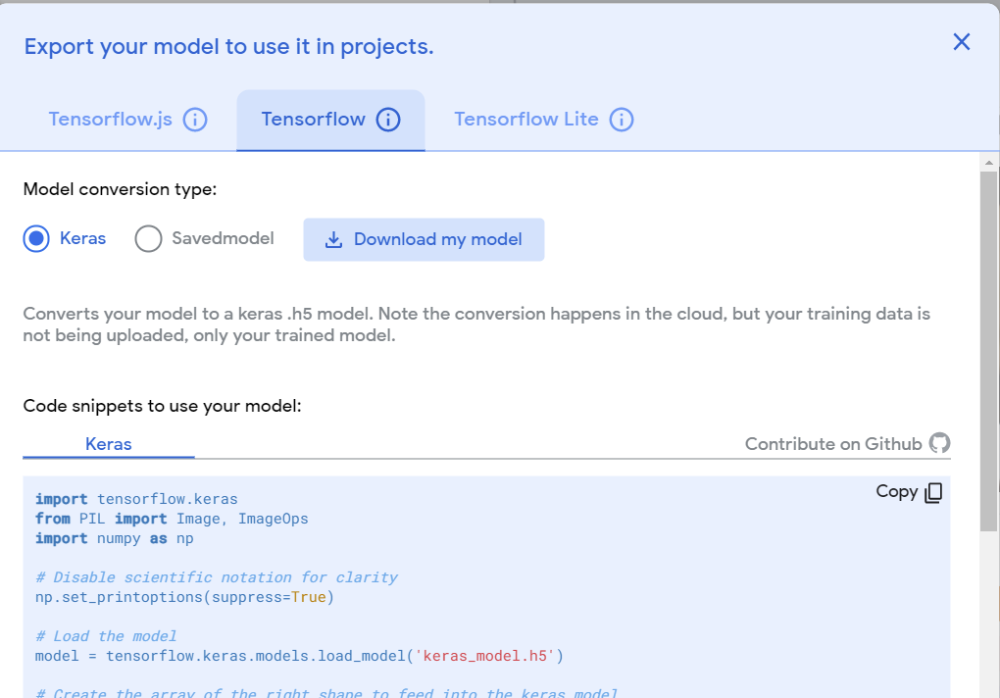 Export your model to use it in projects.
Tensorflow.js
Tensorflow
Tensorflow Lite
Model conversion type:
Keras
Savedmodel
Download my model
Converts your model to a keras .h5 model. Note the conversion happens in the cloud, but your training data is
not being uploaded, only your trained model.
Code snippets to use your model:
Keras
Contribute on Github
Copy
import tensorflow.keras
from PIL import Image, ImageOps
import numpy as np
# Disable scientific notation for clarity
np.set_printoptions(suppress=True)
# Load the model
model = tensorflow.keras.models.load_model('keras_model.h5')
# Create the array of the right shape to feed into the keras model